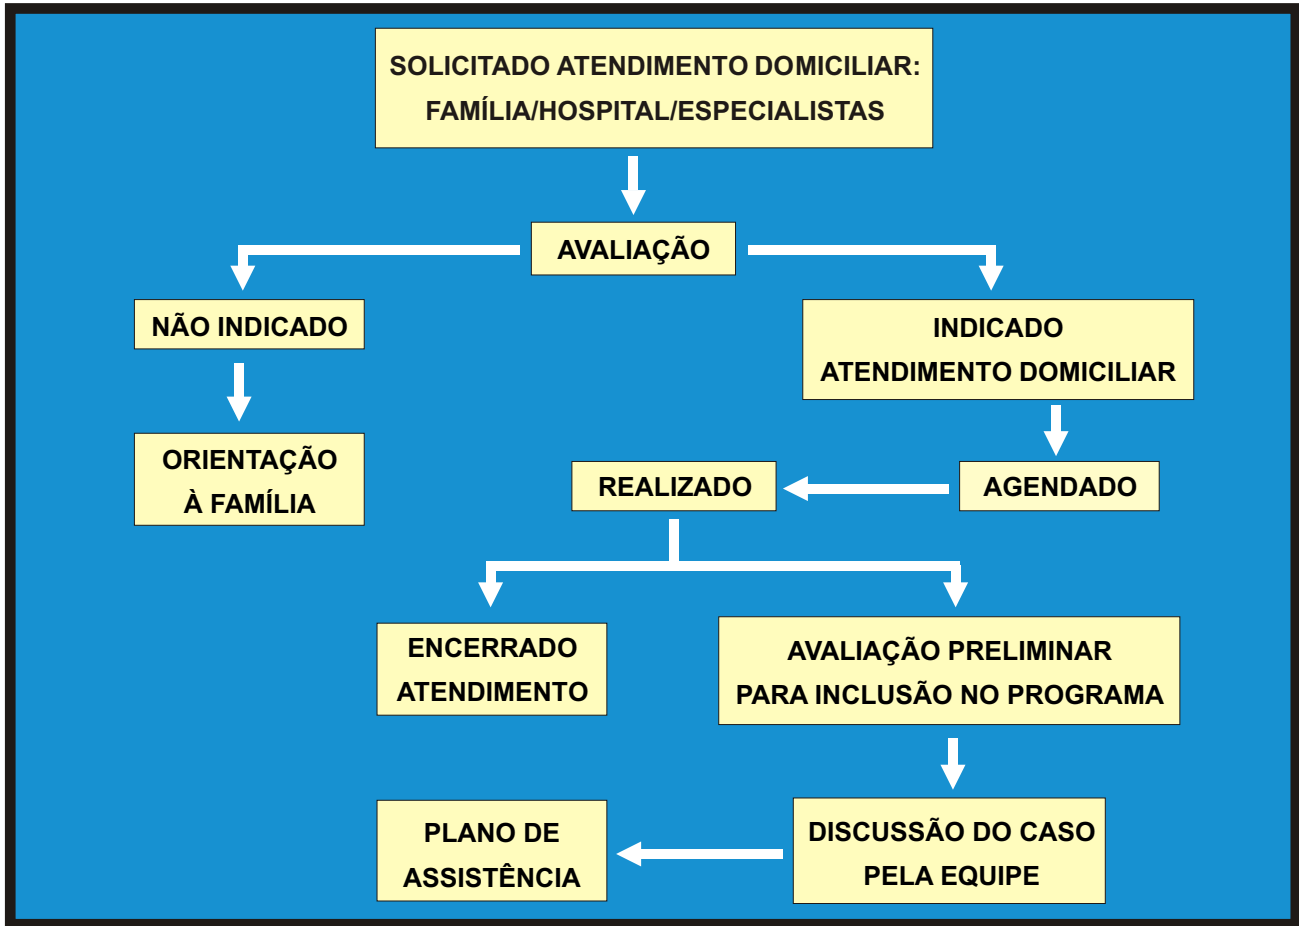 SOLICITADO ATENDIMENTO DOMICILIAR:
FAMÍLIA/HOSPITAL/ESPECIALISTAS
AVALIAÇÃO
NÃO INDICADO
INDICADO
ATENDIMENTO DOMICILIAR
ORIENTAÇÃO
À FAMÍLIA
REALIZADO
AGENDADO
ENCERRADO
ATENDIMENTO
AVALIAÇÃO PRELIMINAR
PARA INCLUSÃO NO PROGRAMA
PLANO DE
ASSISTÊNCIA
DISCUSSÃO DO CASO
PELA EQUIPE